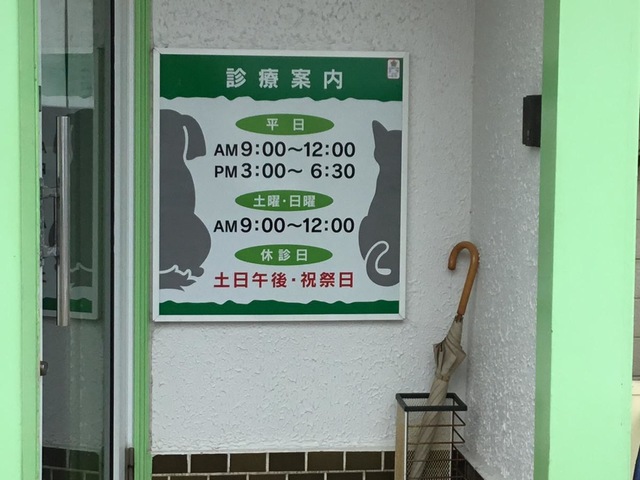 診療案内
平日
AM9:00～12:00
PM3:00～6:30
土曜・日曜
AM9:00～12:00
休診日
土日午後・祝祭日